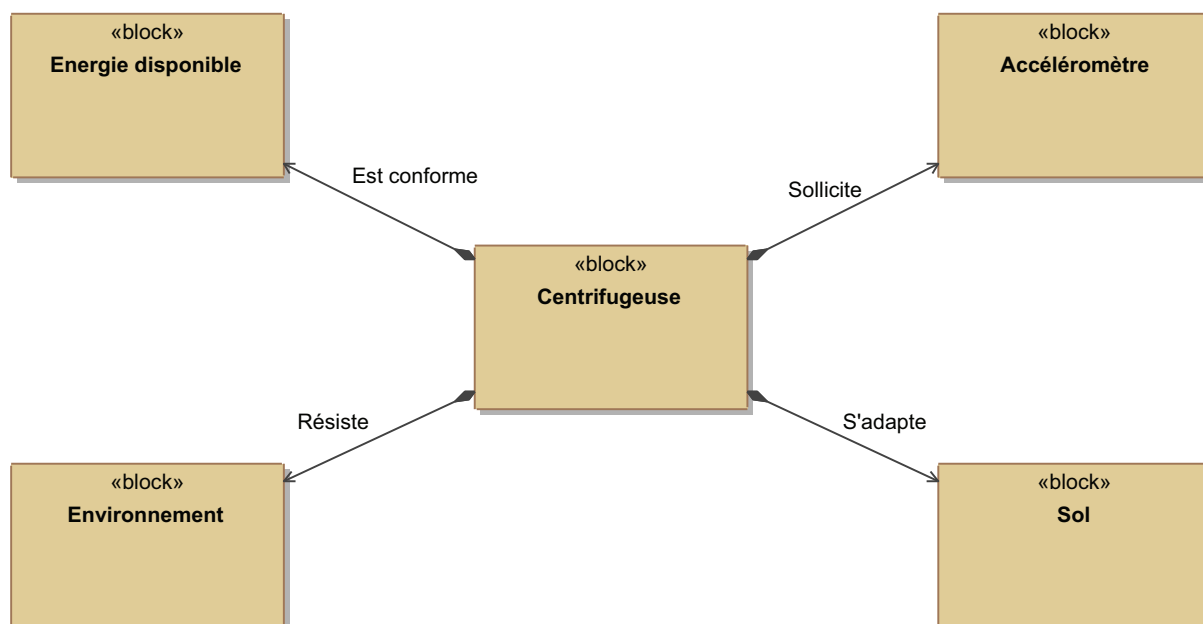 «block»
Energie disponible
«block»
Accéléromètre
Est conforme
Sollicite
«block»
Centrifugeuse
Résiste
S'adapte
«block»
Environnement
«block»
Sol